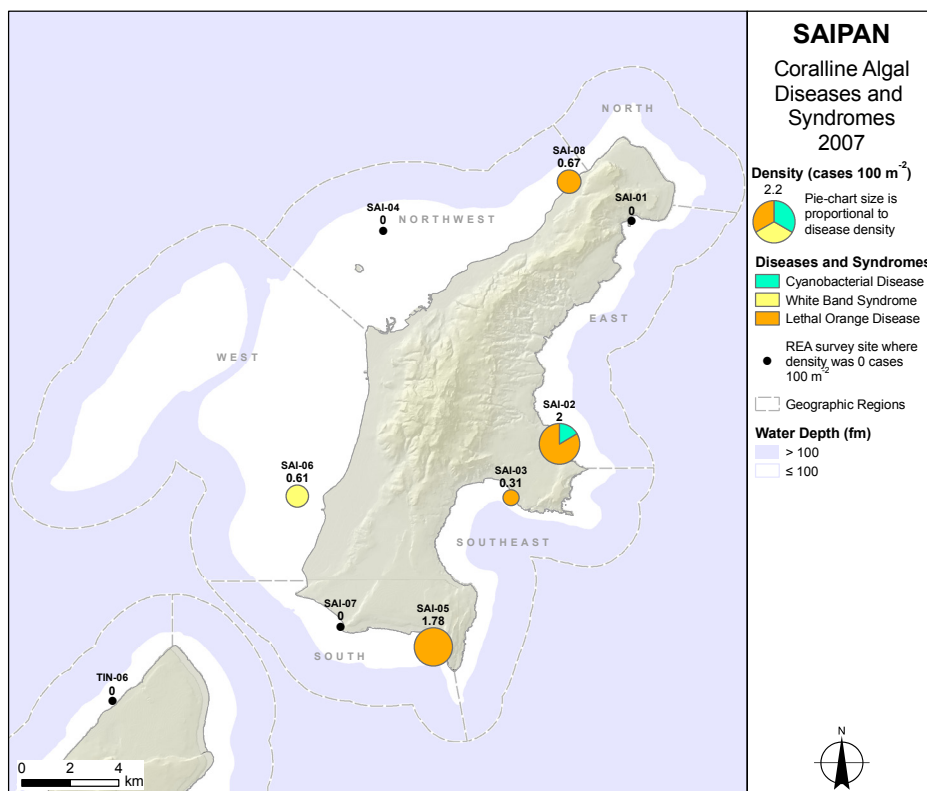 NORTH
SAI-08
0.67
SAI-01
0
SAI-04
0
NORTHWEST
EAST
WEST
SAI-02
2
SAI-06
0.61
SAI-03
0.31
SOUTHEAST
SAI-07
0
SAI-05
1.78
SOUTH
TIN-06
0
0 2 4
km
SAIPAN
Coralline Algal
Diseases and
Syndromes
2007
Density (cases 100 m⁻²)
2.2
Pie-chart size is
proportional to
disease density
Diseases and Syndromes
Cyanobacterial Disease
White Band Syndrome
Lethal Orange Disease
REA survey site where
density was 0 cases
100 m⁻²
Geographic Regions
Water Depth (fm)
> 100
≤ 100
N